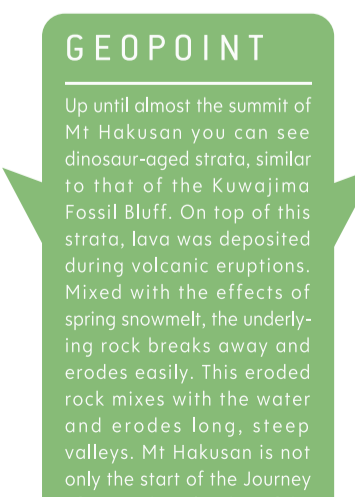 GEOPOINT
Up until almost the summit of
Mt Hakusan you can see
dinosaur-aged strata, similar
to that of the Kuwajima
Fossil Bluff. On top of this
strata, lava was deposited
during volcanic eruptions.
Mixed with the effects of
spring snowmelt, the underly-
ing rock breaks away and
erodes easily. This eroded
rock mixes with the water
and erodes long, steep
valleys. Mt Hakusan is not
only the start of the Journey